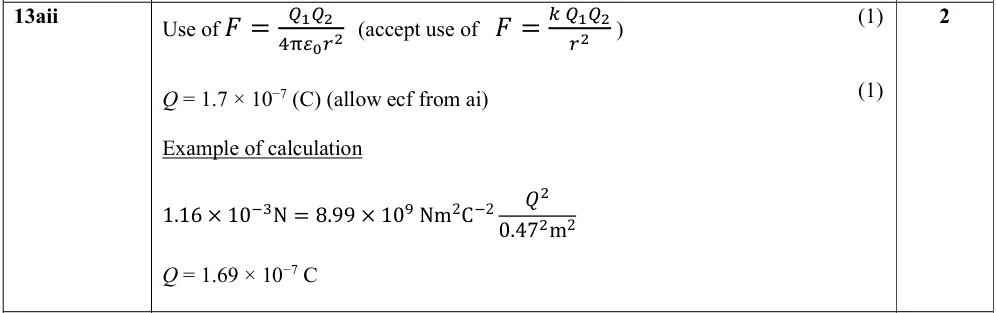 13aii
Use of F = Q₁Q₂ / 4πε₀r² (accept use of F = k Q₁Q₂ / r² ) (1) 2
Q = 1.7 × 10⁻⁷ (C) (allow ecf from ai) (1)
Example of calculation
1.16 × 10⁻³N = 8.99 × 10⁹ Nm²C⁻² Q² / 0.47²m²
Q = 1.69 × 10⁻⁷ C